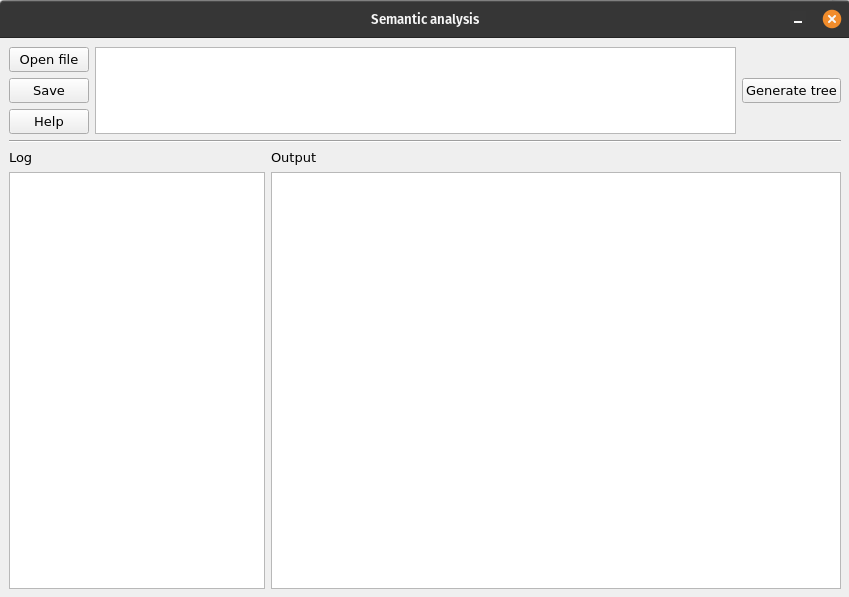 Semantic analysis
Open file
Save
Generate tree
Help
Log
Output